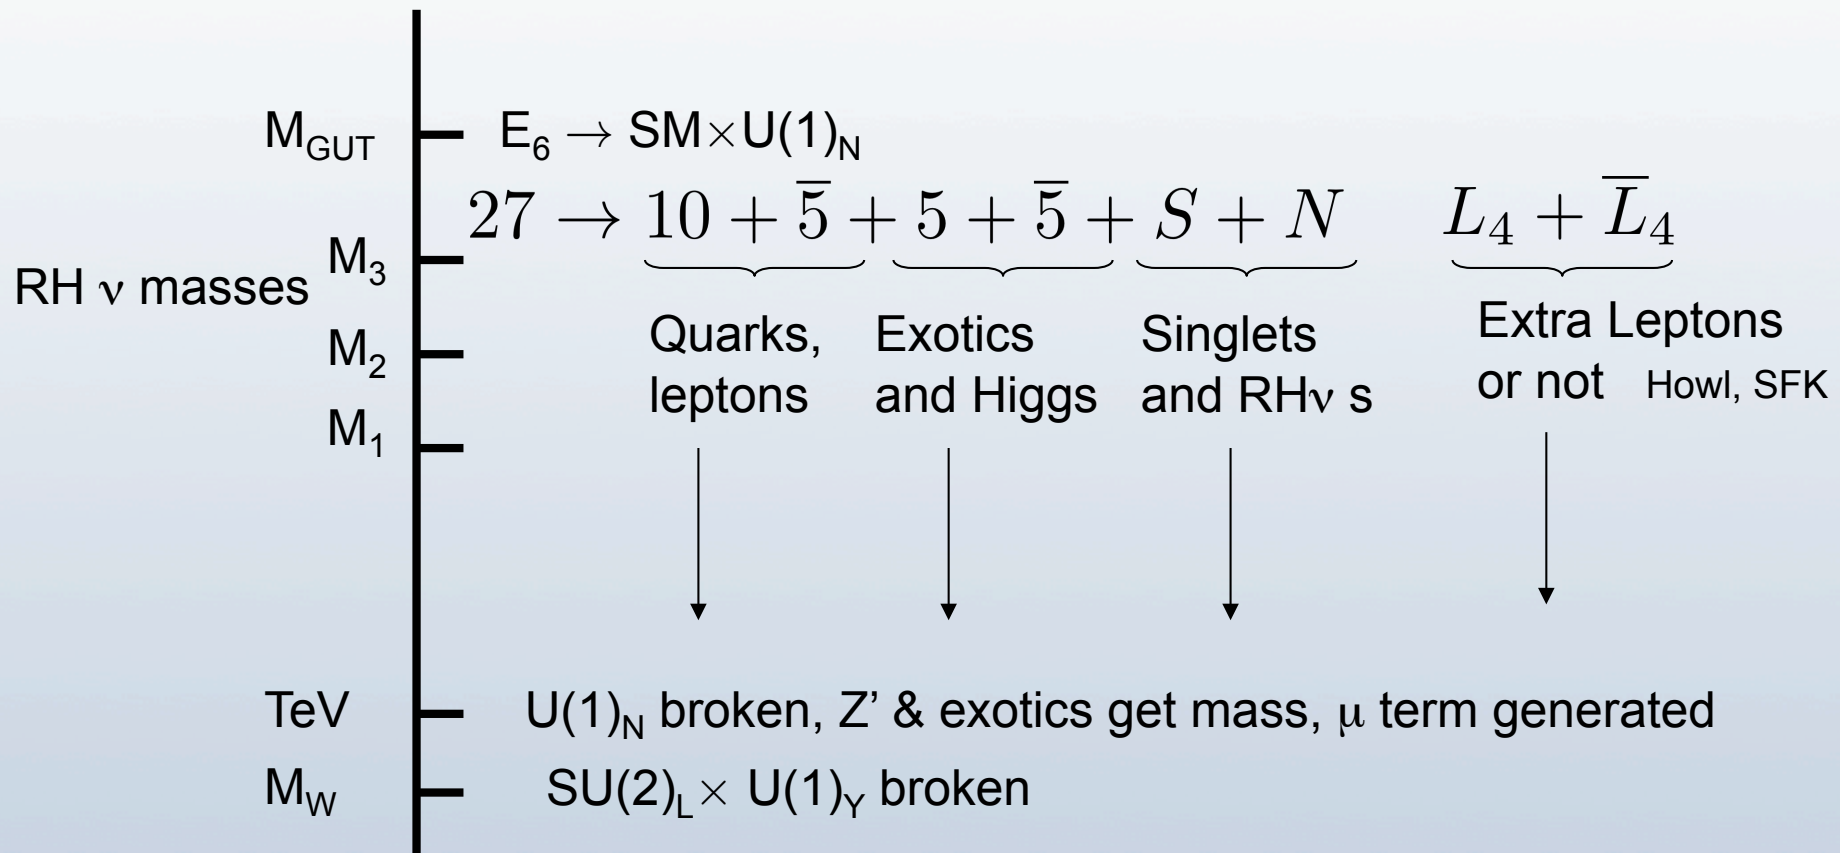 M_GUT E₆ → SM×U(1)_N
27 → 10 + 5̅ + 5 + 5̅ + S + N L₄ + L̅₄
RH ν masses M₃
M₂
M₁
Quarks,
leptons
Exotics
and Higgs
Singlets
and RHν s
Extra Leptons
or not Howl, SFK
TeV U(1)_N broken, Z' & exotics get mass, μ term generated
M_W SU(2)_L× U(1)_Y broken